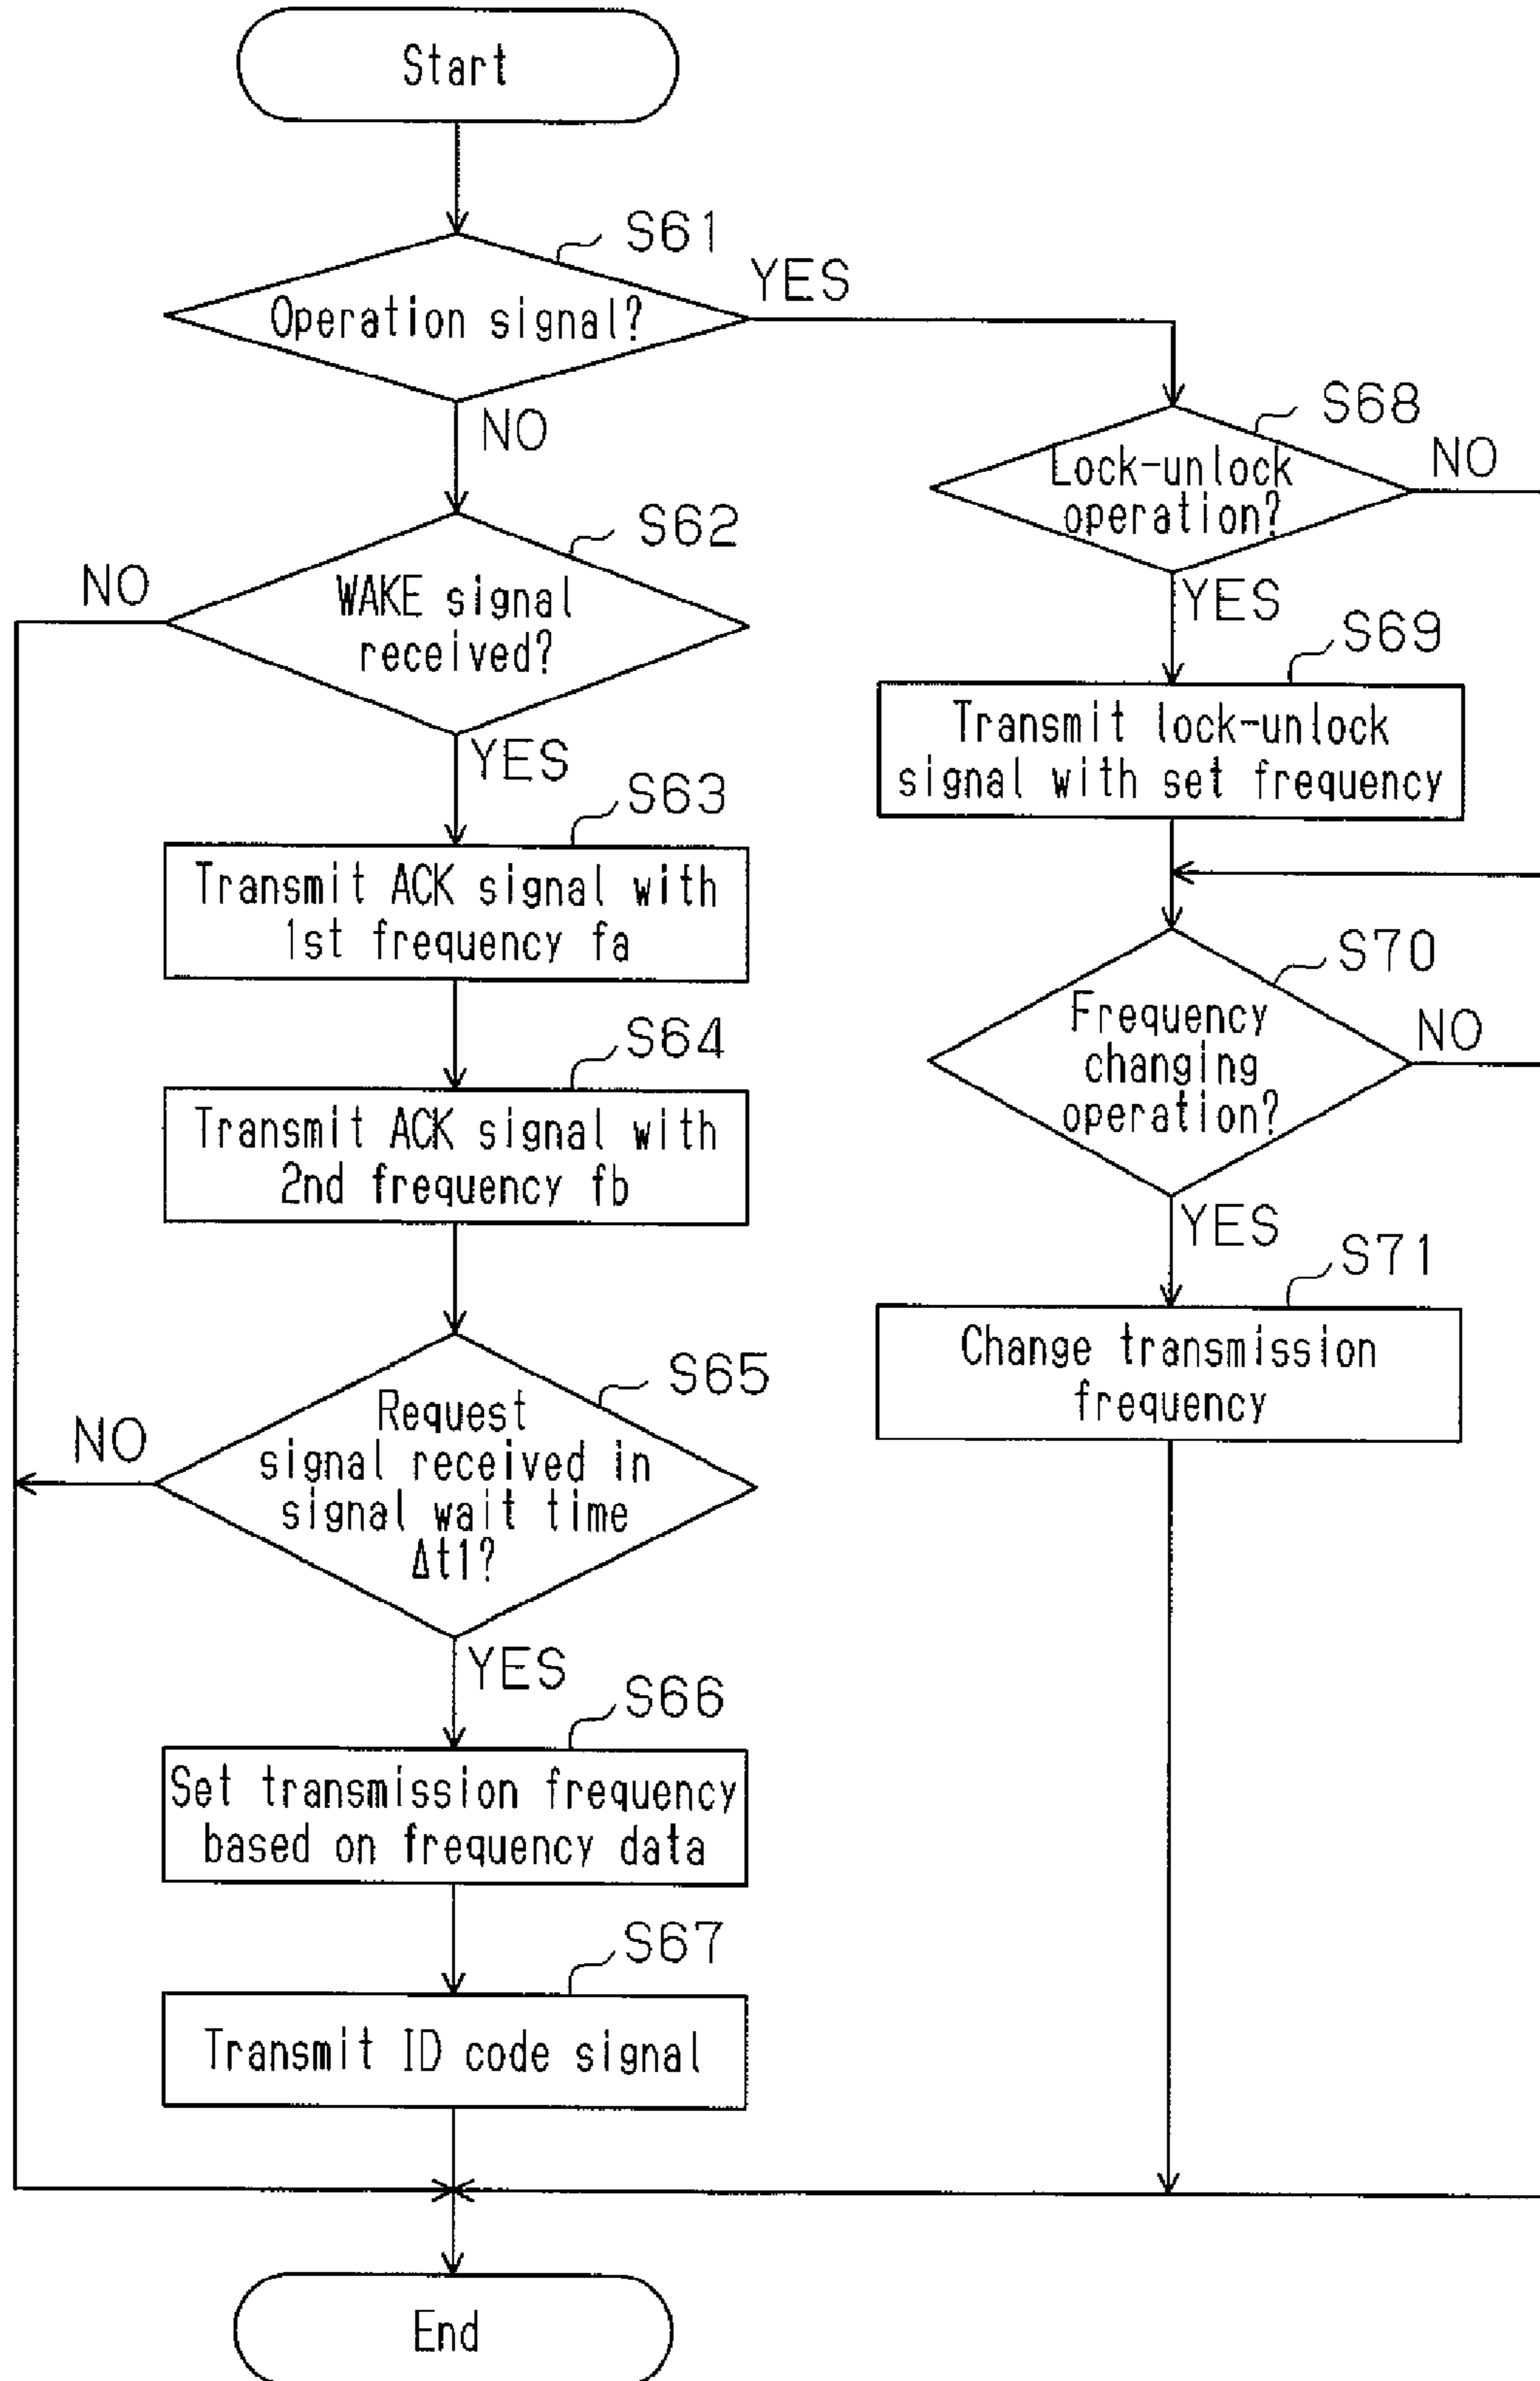 Start
S61
Operation signal?
YES
NO
S62
WAKE signal
received?
NO
YES
S63
Transmit ACK signal with
1st frequency fa
S64
Transmit ACK signal with
2nd frequency fb
S65
Request
signal received in
signal wait time
Δt1?
NO
YES
S66
Set transmission frequency
based on frequency data
S67
Transmit ID code signal
S68
Lock-unlock
operation?
NO
YES
S69
Transmit lock-unlock
signal with set frequency
S70
Frequency
changing
operation?
NO
YES
S71
Change transmission
frequency
End